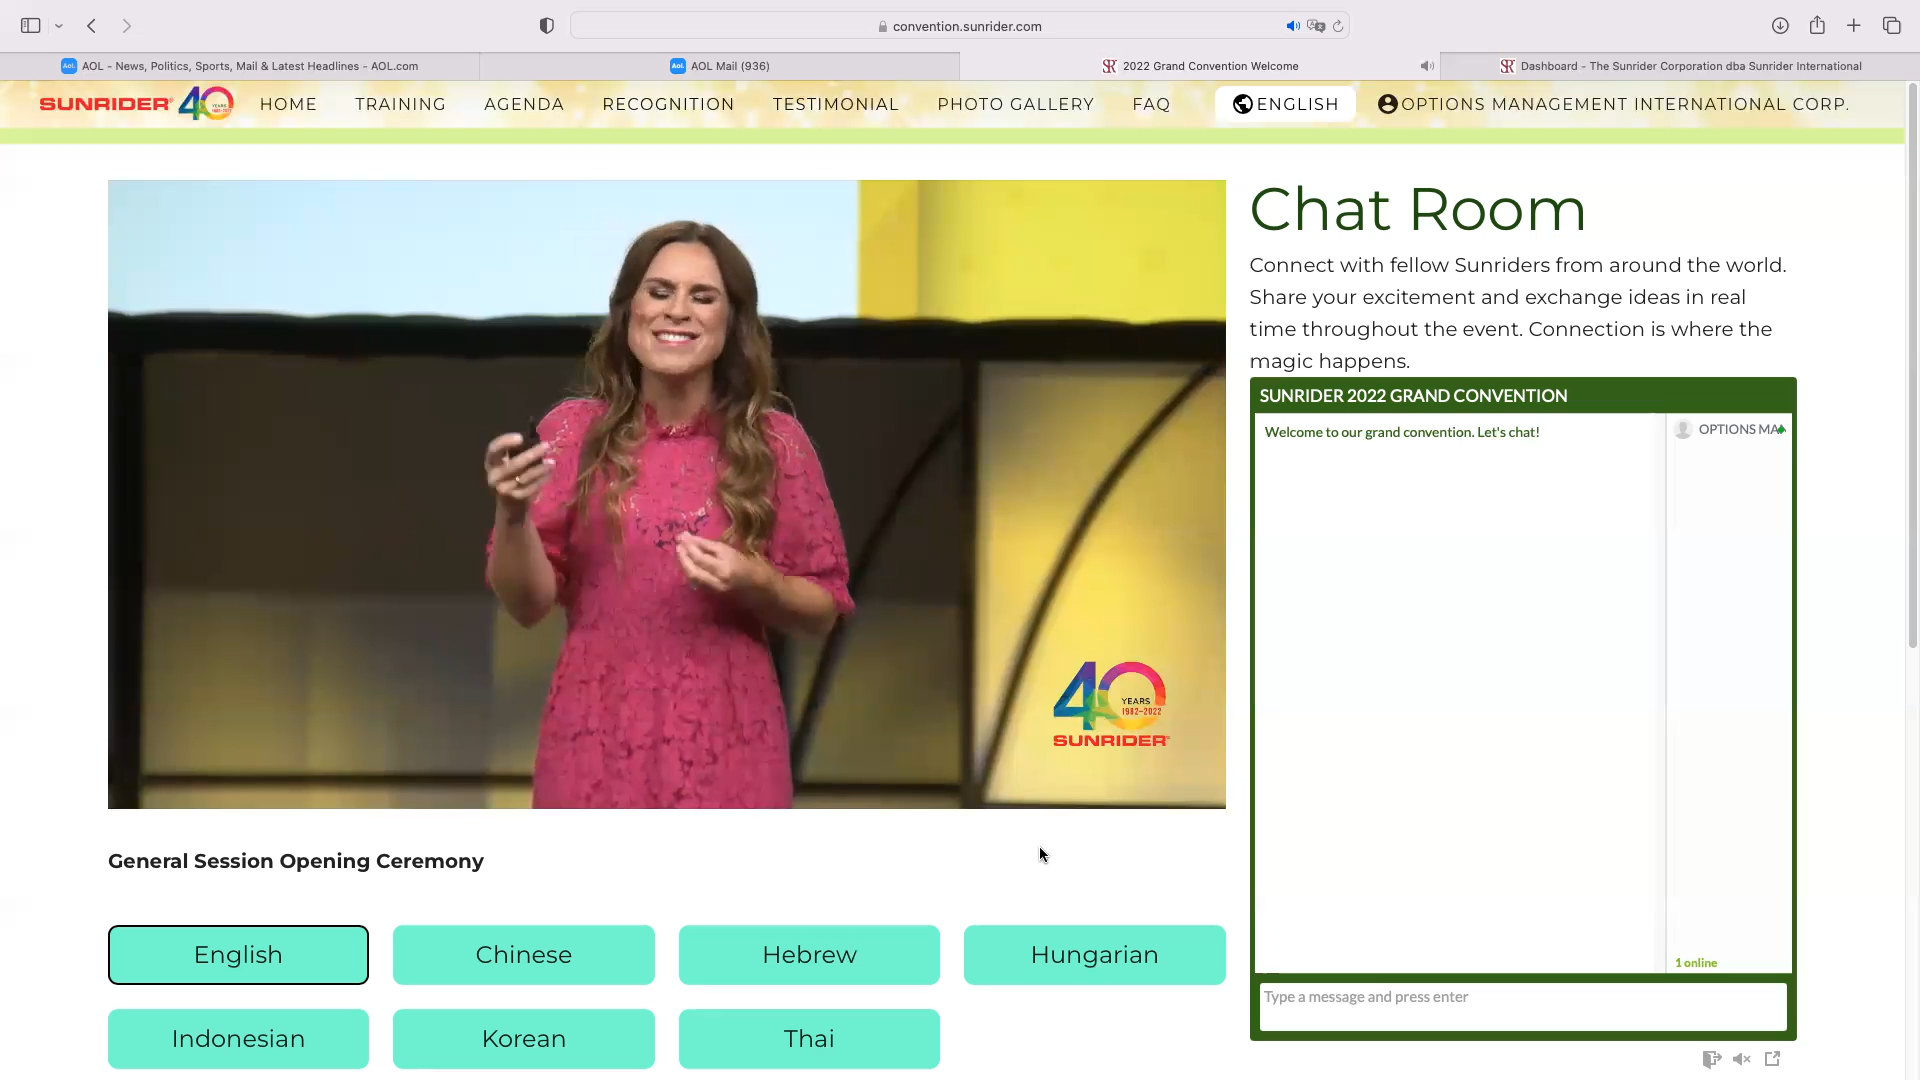 convention.sunrider.com
AOL - News, Politics, Sports, Mail & Latest Headlines - AOL.com
AOL Mail (936)
2022 Grand Convention Welcome
Dashboard - The Sunrider Corporation dba Sunrider International
SUNRIDER 40 HOME TRAINING AGENDA RECOGNITION TESTIMONIAL PHOTO GALLERY FAQ ENGLISH OPTIONS MANAGEMENT INTERNATIONAL CORP.
Chat Room
Connect with fellow Sunriders from around the world.
Share your excitement and exchange ideas in real
time throughout the event. Connection is where the
magic happens.
SUNRIDER 2022 GRAND CONVENTION
Welcome to our grand convention. Let's chat!
OPTIONS MA
1 online
Type a message and press enter
40
YEARS
1982-2022
SUNRIDER
General Session Opening Ceremony
English
Chinese
Hebrew
Hungarian
Indonesian
Korean
Thai